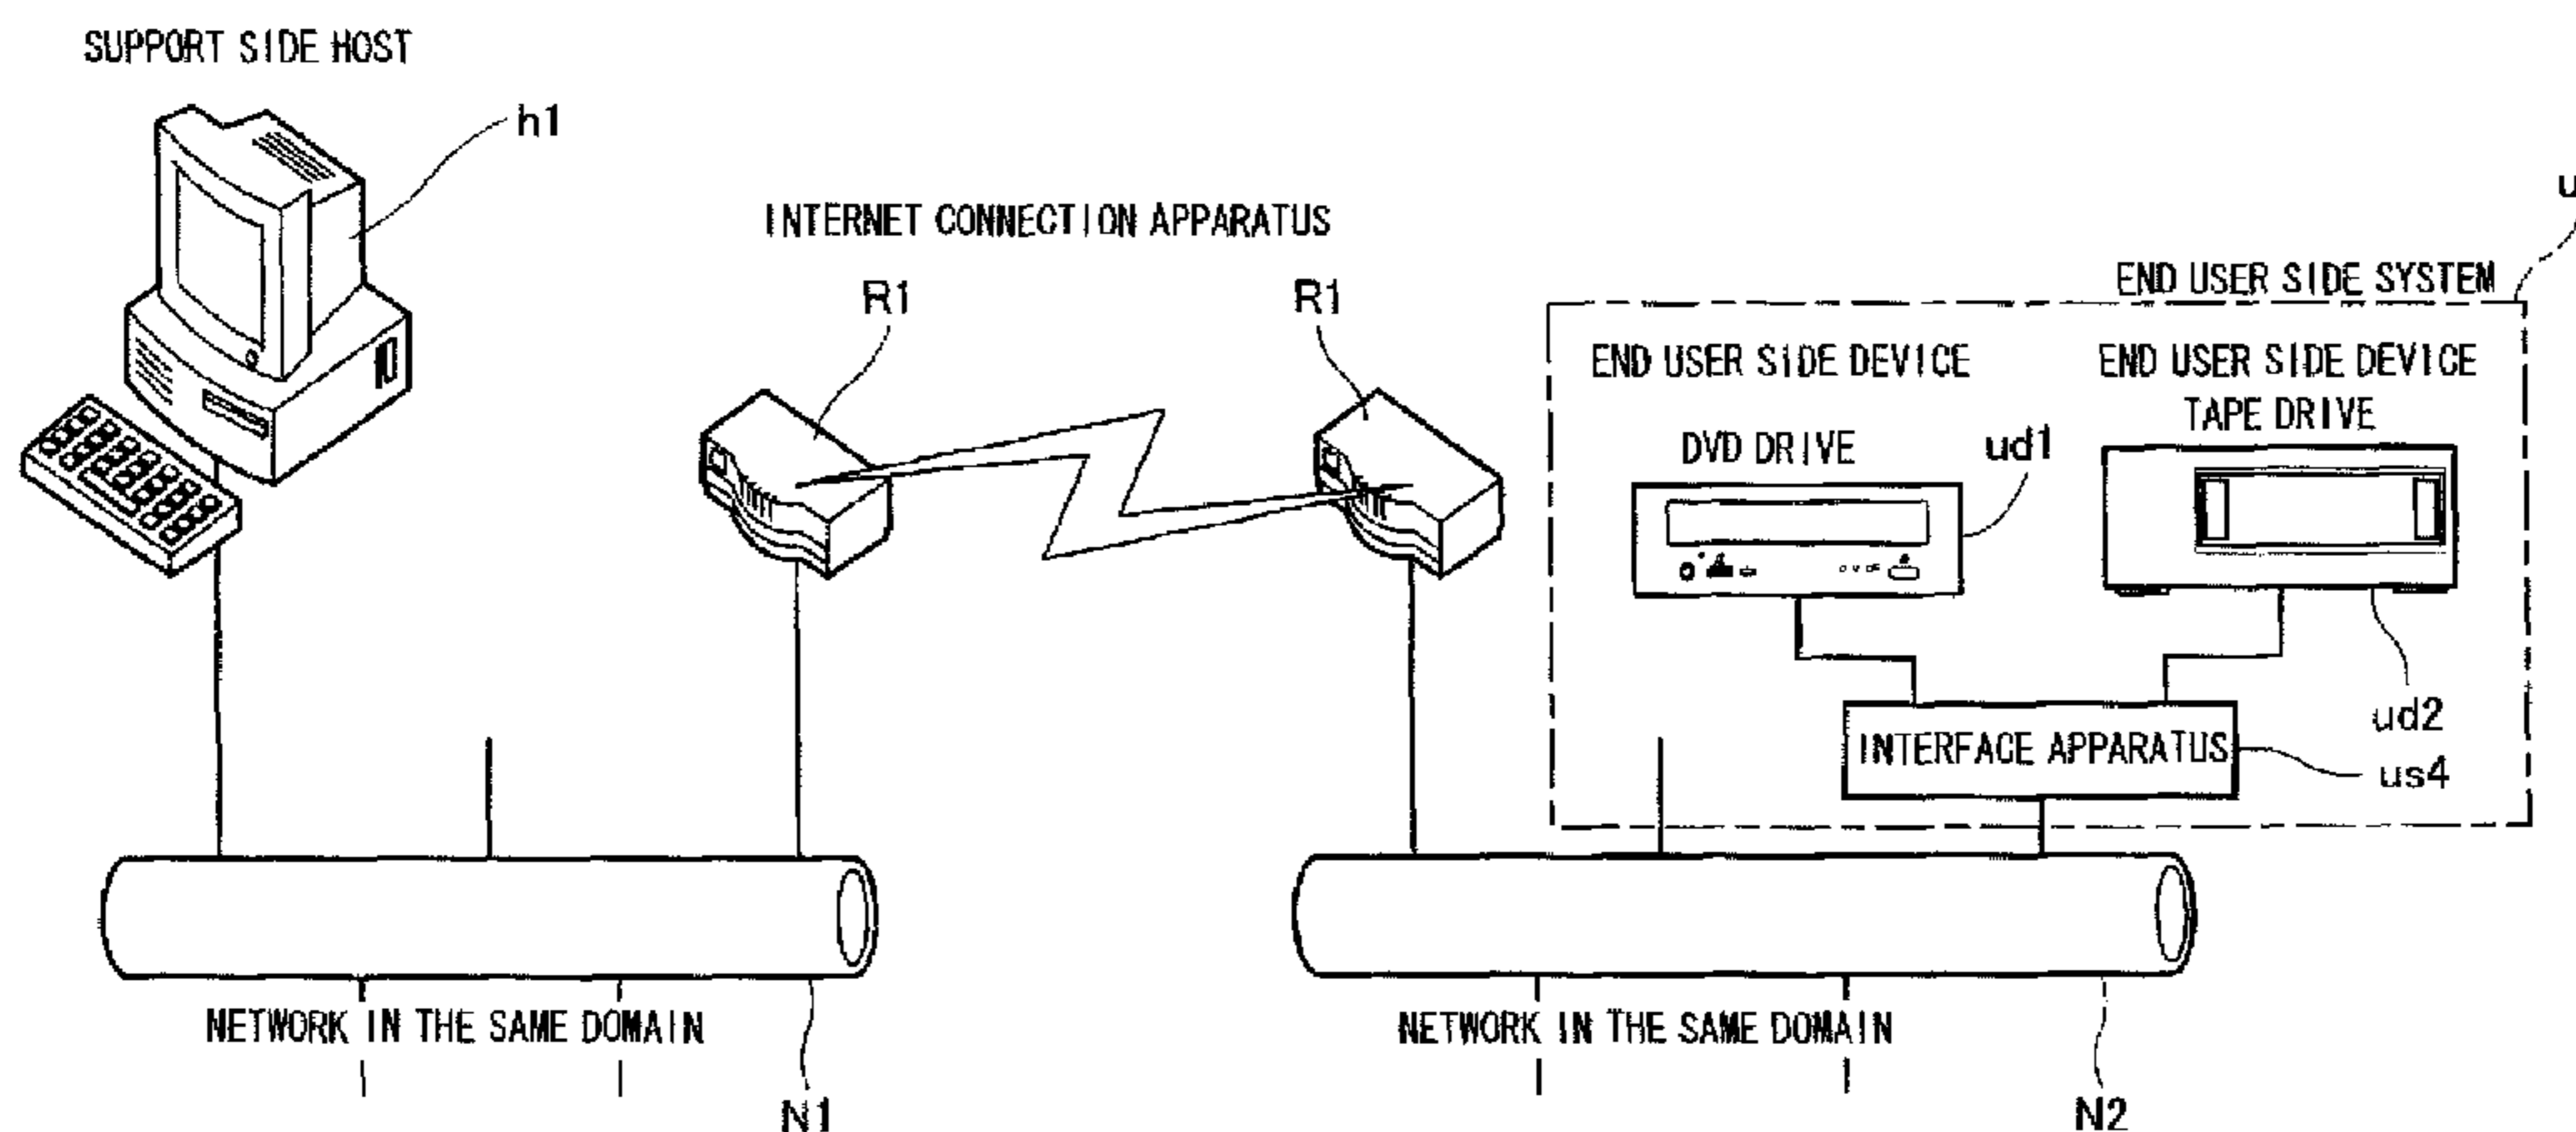 SUPPORT SIDE HOST
h1
INTERNET CONNECTION APPARATUS
R1
R1
u
END USER SIDE SYSTEM
END USER SIDE DEVICE
DVD DRIVE
ud1
END USER SIDE DEVICE
TAPE DRIVE
ud2
INTERFACE APPARATUS
us4
NETWORK IN THE SAME DOMAIN
N1
NETWORK IN THE SAME DOMAIN
N2